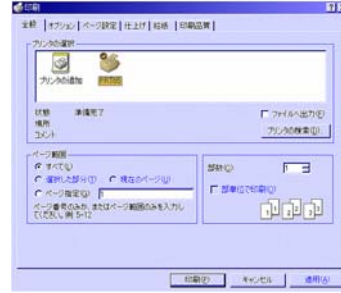 印刷
全般 オプション ページ設定 仕上げ 給紙 印刷品質
プリンタの選択
プリンタの追加
状態 準備完了
場所
コメント
ファイルへ出力(F)
プリンタの検索(D)
ページ範囲
すべて(L)
選択した部分(T) 現在のページ(U)
ページ指定(G) 1
ページ番号のみか、またはページ範囲のみを入力し
てください。例: 5-12
部数(C) 1
部単位で印刷(O)
1 1 2 2 3 3
印刷(P) キャンセル 適用(A)